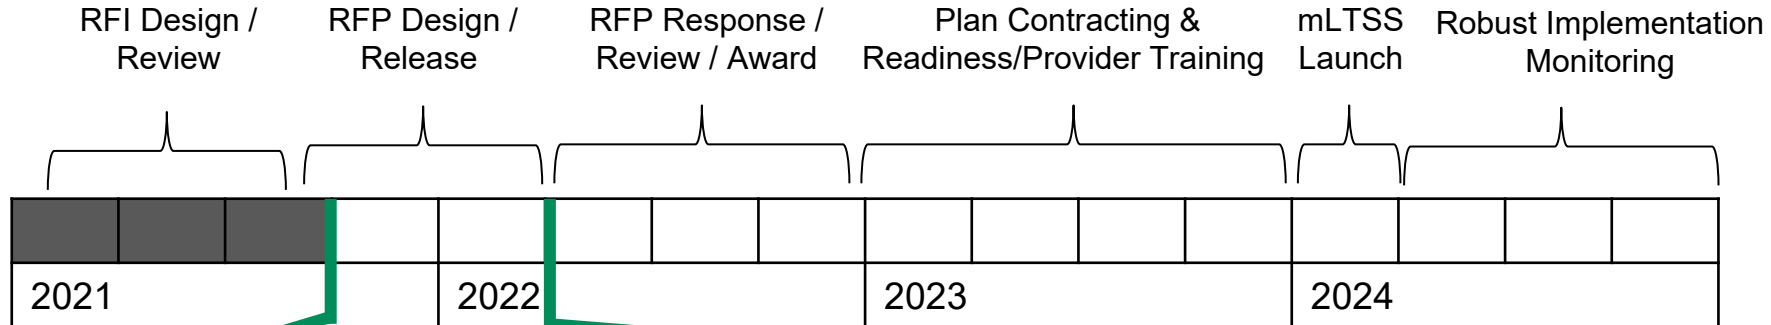 RFI Design /
Review
RFP Design /
Release
RFP Response /
Review / Award
Plan Contracting &
Readiness/Provider Training
mLTSS
Launch
Robust Implementation
Monitoring
2021
2022
2023
2024